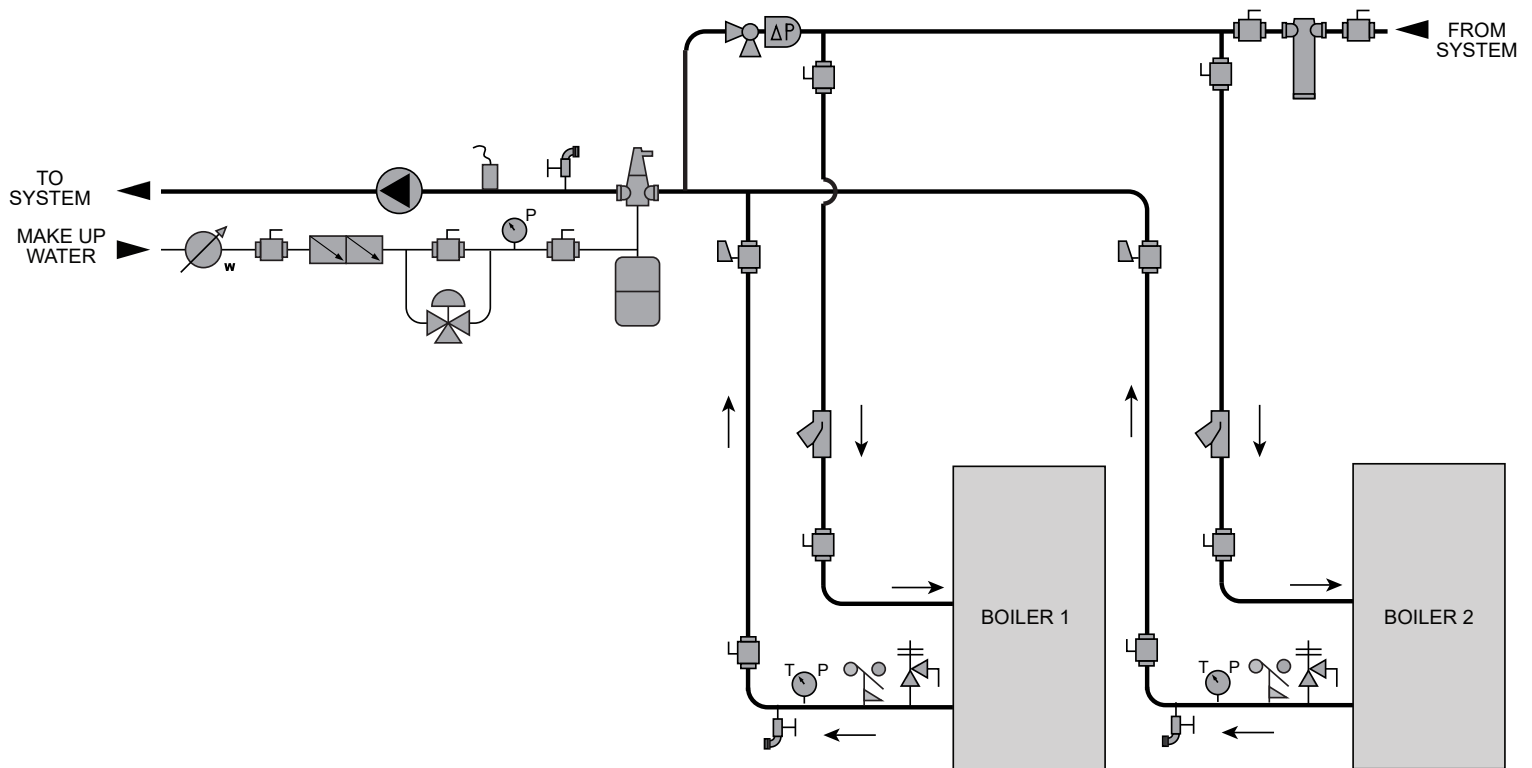 ΔP
FROM
SYSTEM
TO
SYSTEM
MAKE UP
WATER
P
W
BOILER 1
BOILER 2
T P
T P